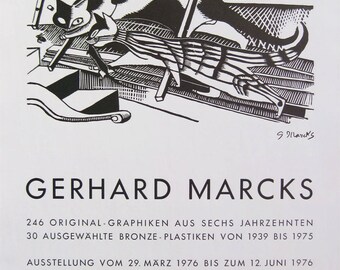 G Marcks
GERHARD MARCKS
246 ORIGINAL-GRAPHIKEN AUS SECHS JAHRZEHNTEN
30 AUSGEWÄHLTE BRONZE-PLASTIKEN VON 1939 BIS 1975
AUSSTELLUNG VOM 29. MÄRZ 1976 BIS ZUM 12. JUNI 1976